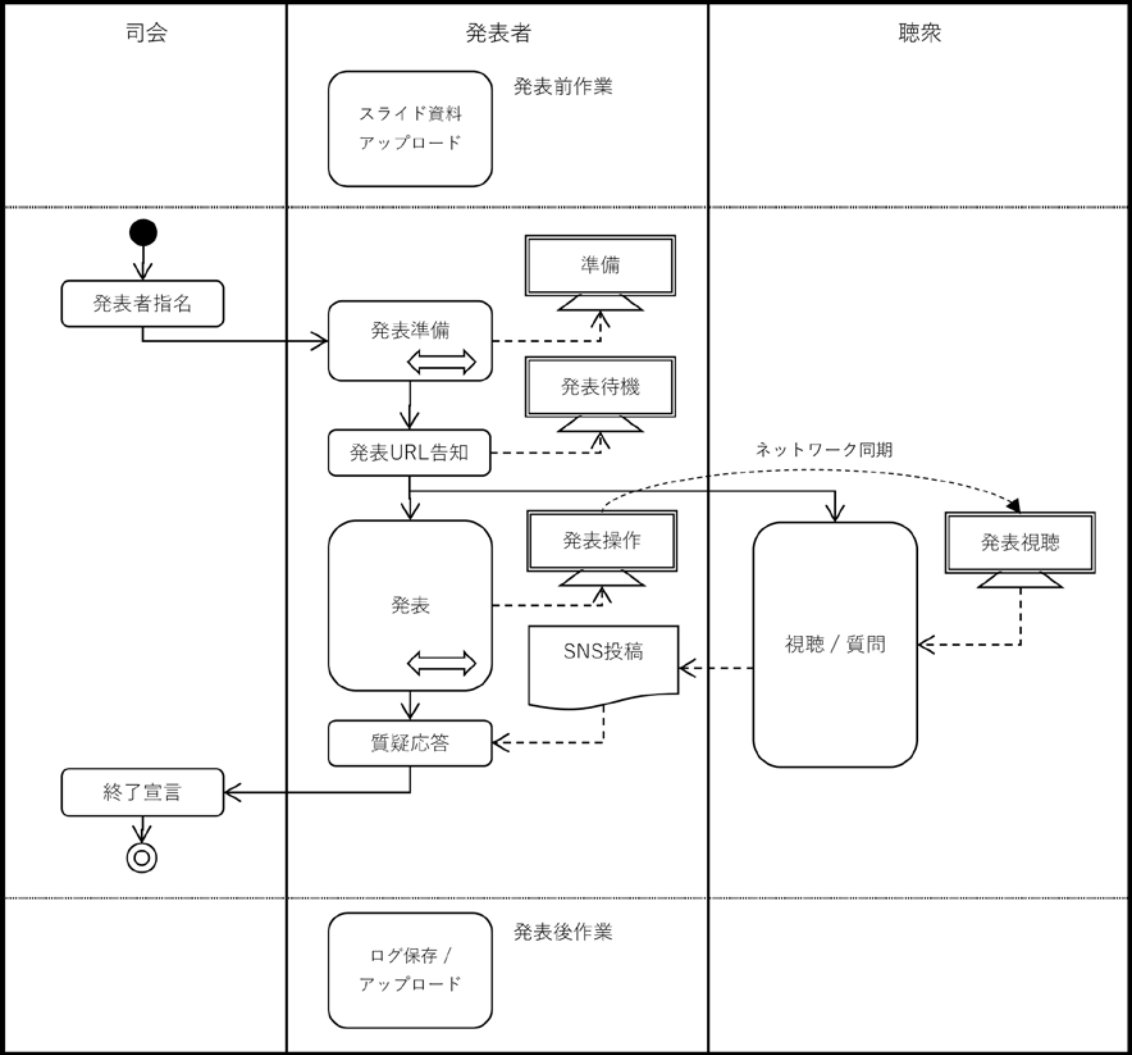 司会
発表者
聴衆
スライド資料
アップロード
発表前作業
発表者指名
準備
発表準備
発表待機
発表URL告知
ネットワーク同期
発表操作
発表視聴
発表
SNS投稿
視聴 / 質問
質疑応答
終了宣言
ログ保存 /
アップロード
発表後作業